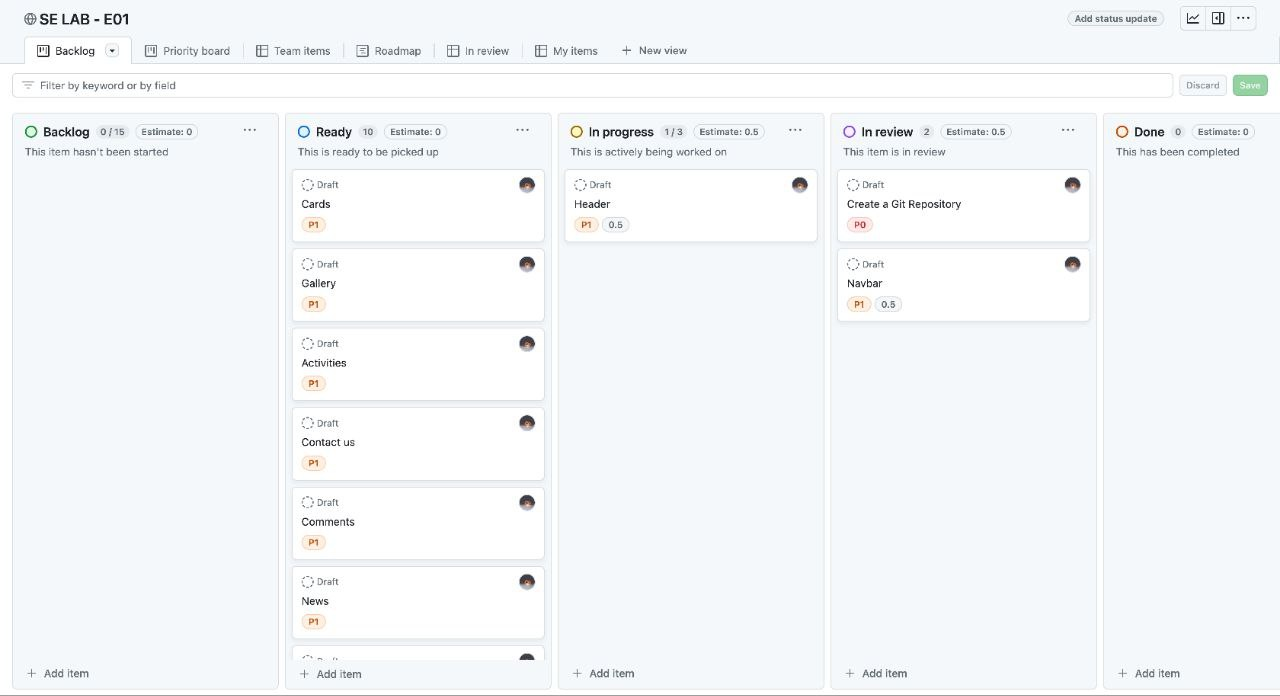 SE LAB - E01
Add status update
Backlog
Priority board
Team items
Roadmap
In review
My items
New view
Filter by keyword or by field
Discard
Save
Backlog 0 / 15 Estimate: 0
This item hasn't been started
Add item
Ready 10 Estimate: 0
This is ready to be picked up
Draft
Cards
P1
Draft
Gallery
P1
Draft
Activities
P1
Draft
Contact us
P1
Draft
Comments
P1
Draft
News
P1
Draft
Add item
In progress 1 / 3 Estimate: 0.5
This is actively being worked on
Draft
Header
P1 0.5
Add item
In review 2 Estimate: 0.5
This item is in review
Draft
Create a Git Repository
P0
Draft
Navbar
P1 0.5
Add item
Done 0 Estimate: 0
This has been completed
Add item